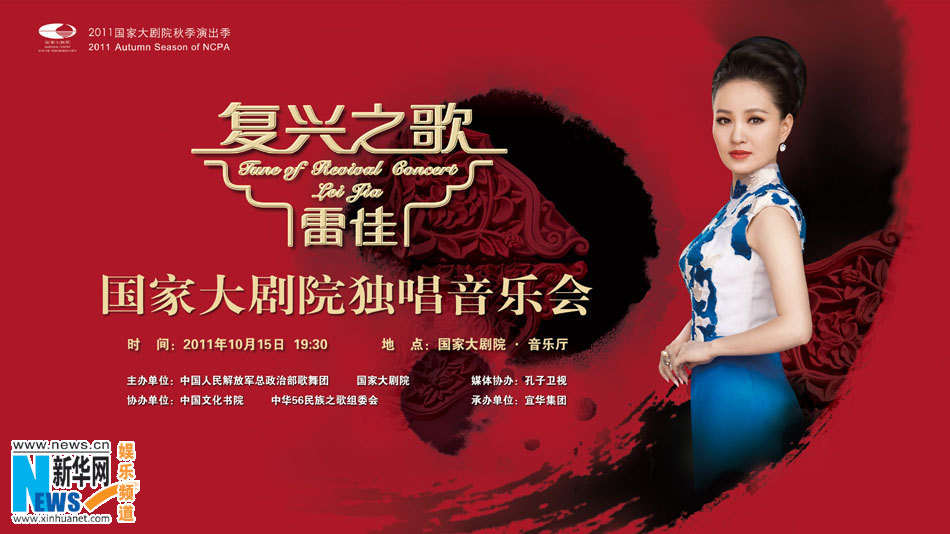 2011国家大剧院秋季演出季
2011 Autumn Season of NCPA
国家大剧院
复兴之歌
Tune of Revival Concert
Lei Jia
雷佳
国家大剧院独唱音乐会
时 间：2011年10月15日 19:30 地 点：国家大剧院 · 音乐厅
主办单位：中国人民解放军总政治部歌舞团 国家大剧院 媒体协办：孔子卫视
协办单位：中国文化书院 中华56民族之歌组委会 承办单位：宜华集团
www.news.cn
NEWS 新华网
www.xinhuanet.com
娱乐频道